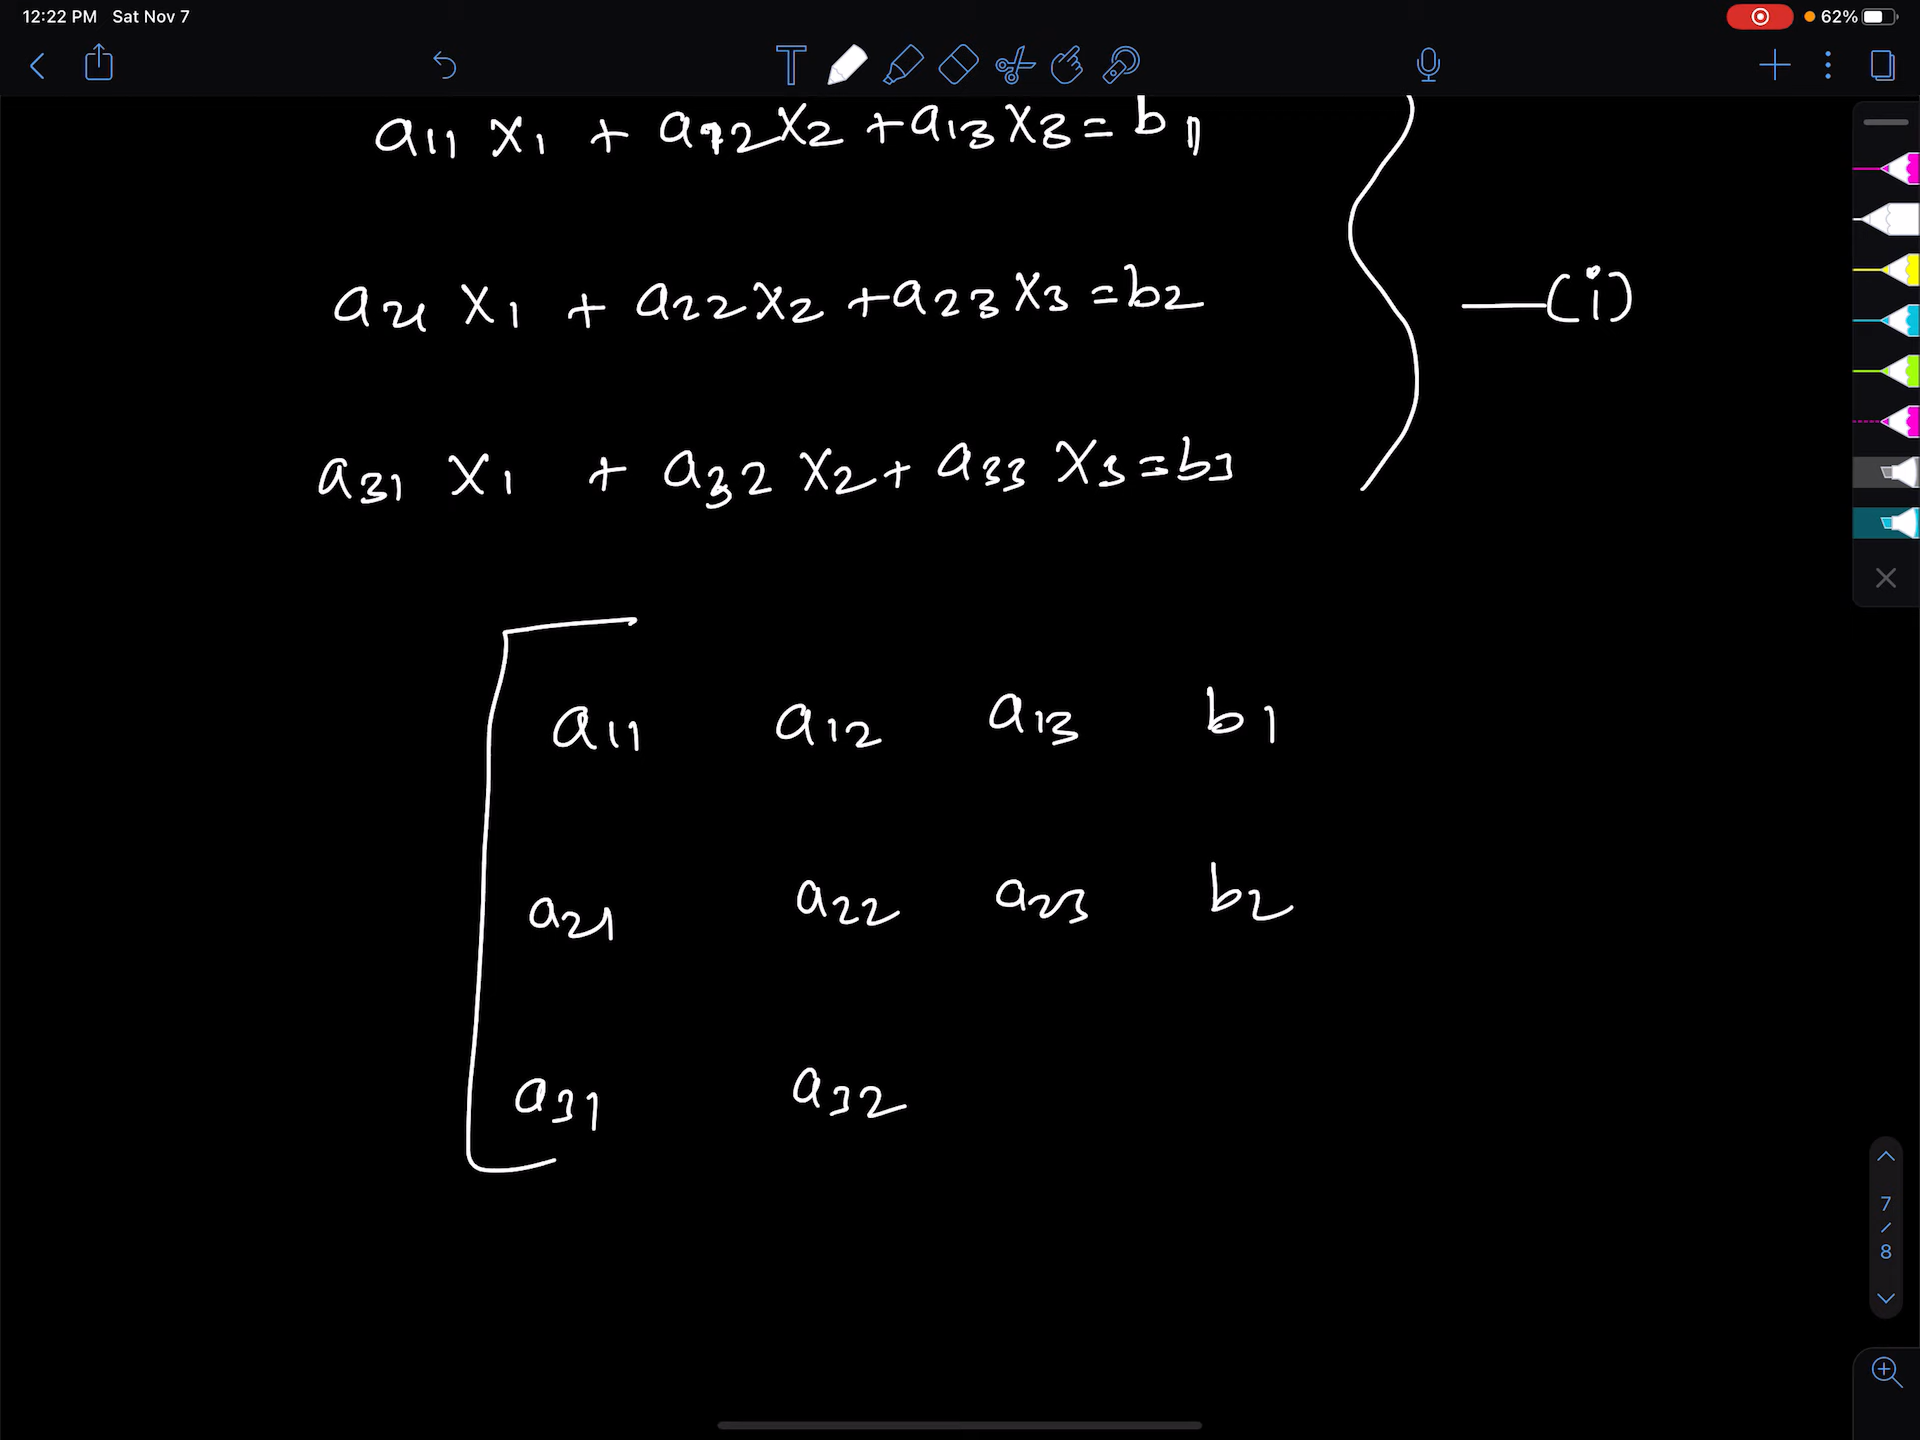 12:22 PM Sat Nov 7
62%
a11 x1 + a12 x2 + a13 x3 = b1
a21 x1 + a22 x2 + a23 x3 = b2
—(i)
a31 x1 + a32 x2 + a33 x3 = b3
a11 a12 a13 b1
a21 a22 a23 b2
a31 a32
7
/
8